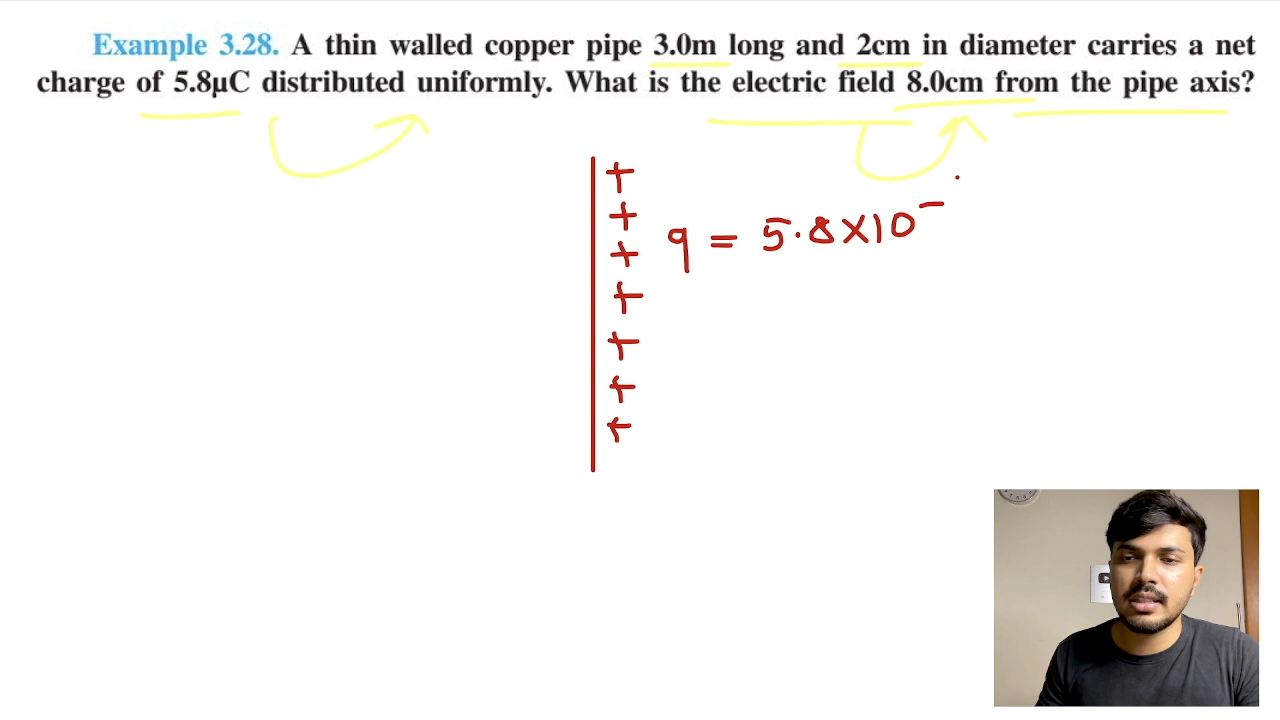 Example 3.28. A thin walled copper pipe 3.0m long and 2cm in diameter carries a net
charge of 5.8μC distributed uniformly. What is the electric field 8.0cm from the pipe axis?
+
+
+ q = 5.8×10⁻
+
+
+
+